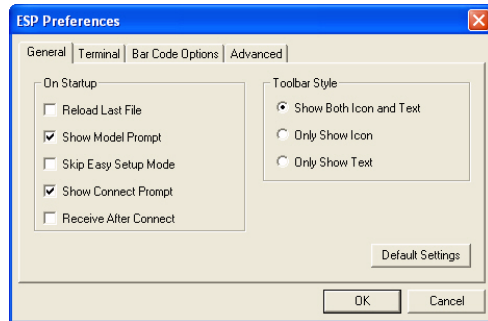 ESP Preferences
General
Terminal
Bar Code Options
Advanced
On Startup
Reload Last File
Show Model Prompt
Skip Easy Setup Mode
Show Connect Prompt
Receive After Connect
Toolbar Style
Show Both Icon and Text
Only Show Icon
Only Show Text
Default Settings
OK
Cancel